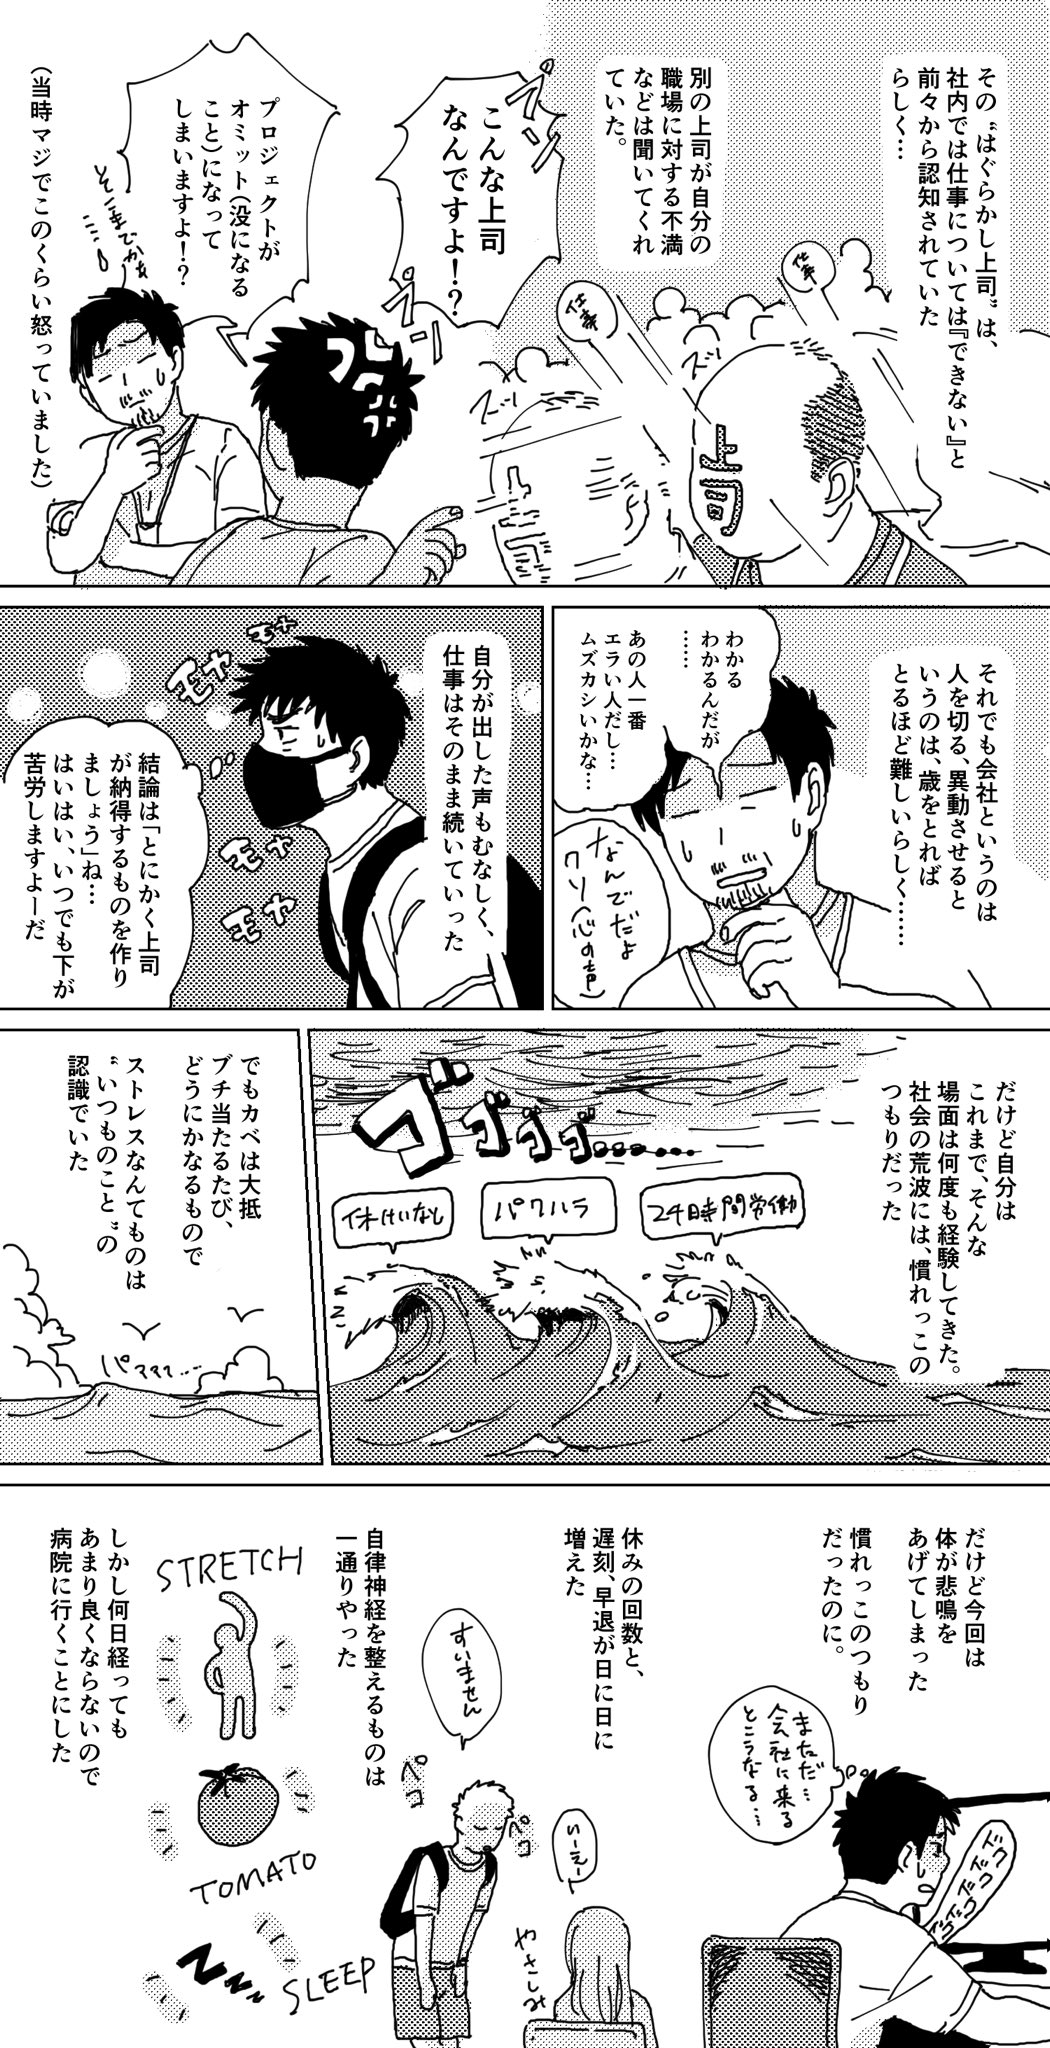 その“はぐらかし上司”は、
社内では仕事については『できない』と
前々から認知されていた
らしく…
別の上司が自分の
職場に対する不満
などは聞いてくれ
ていた。
仕事
仕事
ズ
ズ
上司
上司
プンプン
こんな上司
なんですよ！？
プロジェクトが
オミット（没になる
こと）になって
しまいますよ！？
そこまでかぁ
…
（当時マジでこのくらい怒っていました）
それでも会社というのは
人を切る、異動させると
いうのは、歳をとれば
とるほど難しいらしく……
わかる
わかるんだが
……
あの人一番
エラい人だし…
ムズカシいかな…
なんでだよ
クソ（心の声）
自分が出した声もむなしく、
仕事はそのまま続いていった
モヤ
モヤ
モヤ
モヤ
結論は「とにかく上司
が納得するものを作り
ましょう」ね…
はいはい、いつでも下が
苦労しますよーだ
だけど自分は
これまで、そんな
場面は何度も経験してきた。
社会の荒波には、慣れっこの
つもりだった
ゴゴゴゴ……
24時間労働
パワハラ
休けいなし
でもカベは大抵
ブチ当たるたび、
どうにかなるもので
ストレスなんてものは
“いつものこと”の
認識でいた
だけど今回は
体が悲鳴を
あげてしまった
慣れっこのつもり
だったのに。
まただ…
会社に来る
とこうなる…
休みの回数と、
遅刻、早退が日に日に
増えた
すいません
ペコ
ペコ
いーえー
やさしみ
自律神経を整えるものは
一通りやった
STRETCH
TOMATO
SLEEP
しかし何日経っても
あまり良くならないので
病院に行くことにした